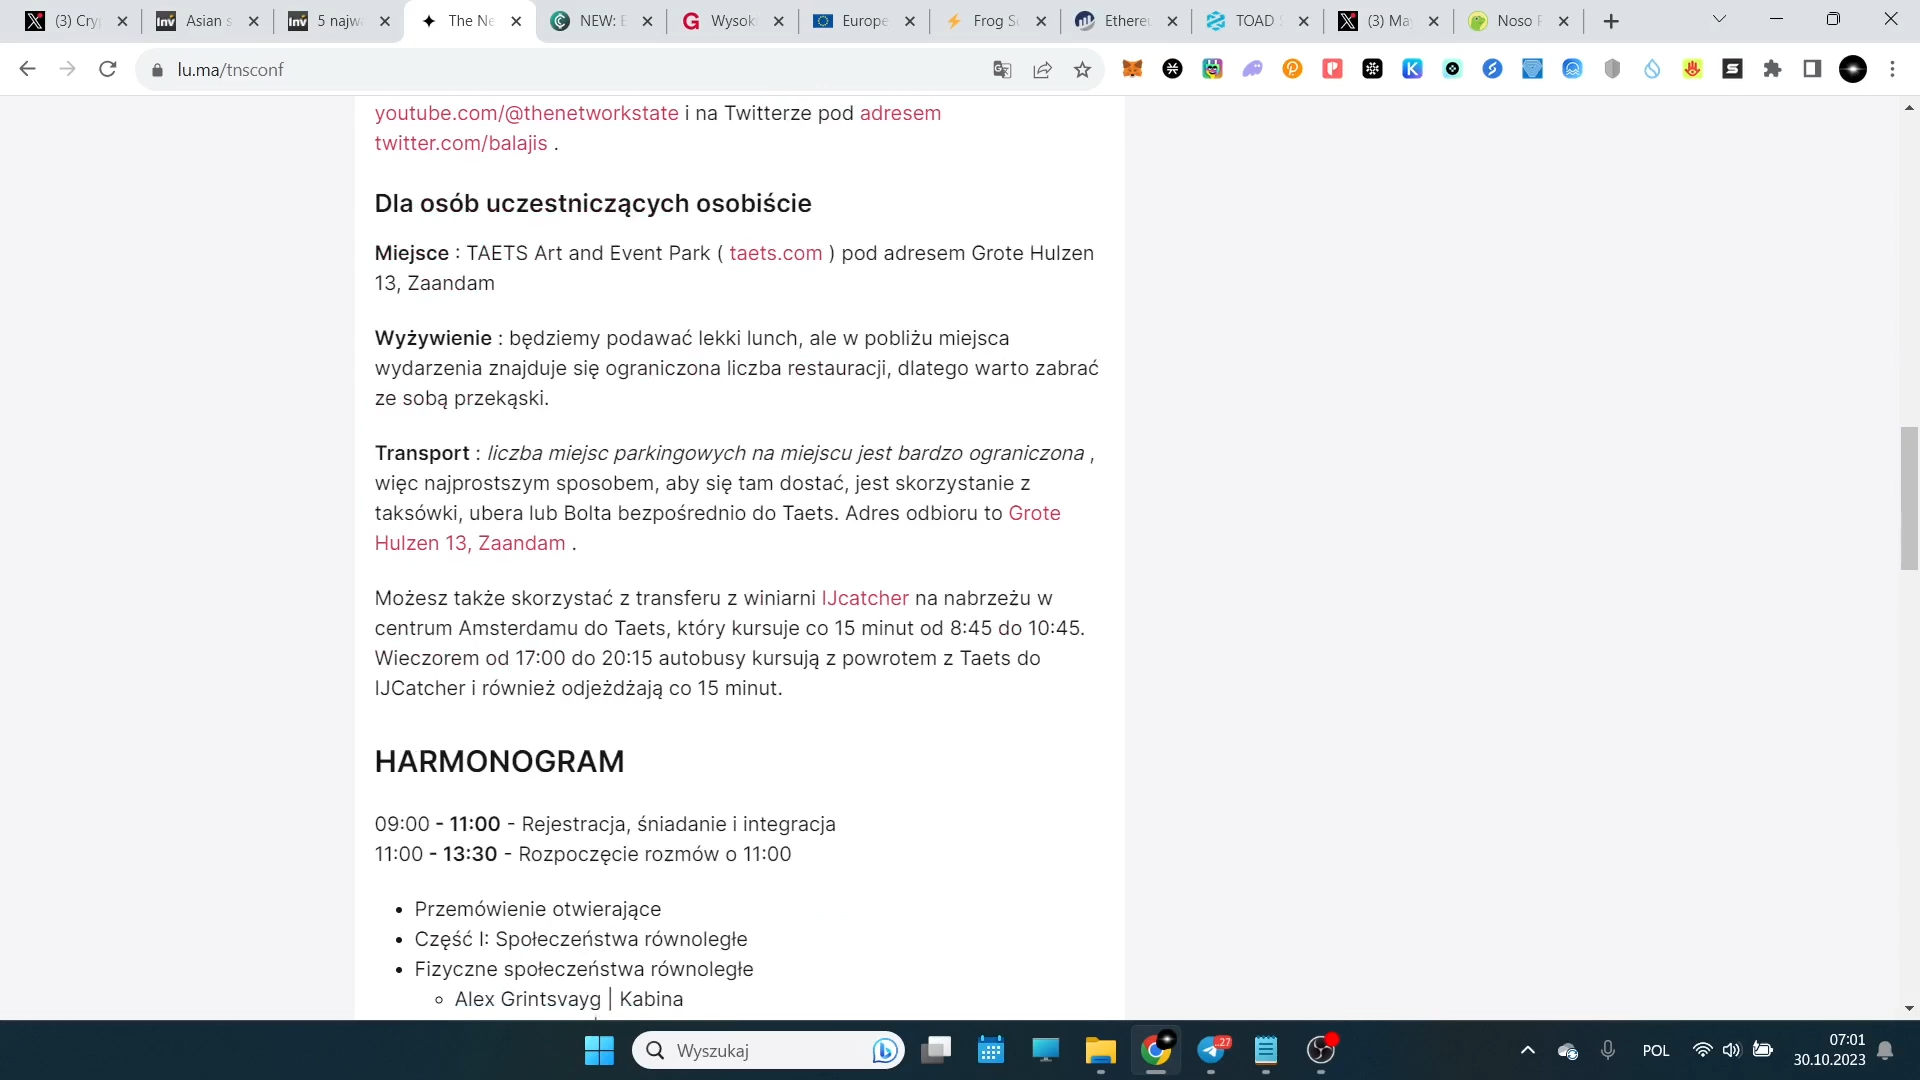 (3) Cry
Asian s
5 najw
The Ne
NEW: E
Wysok
Europe
Frog S
Ethereu
TOAD
(3) Ma
Noso P
lu.ma/tnsconf
youtube.com/@thenetworkstate i na Twitterze pod adresem
twitter.com/balajis .
Dla osób uczestniczących osobiście
Miejsce : TAETS Art and Event Park ( taets.com ) pod adresem Grote Hulzen
13, Zaandam
Wyżywienie : będziemy podawać lekki lunch, ale w pobliżu miejsca
wydarzenia znajduje się ograniczona liczba restauracji, dlatego warto zabrać
ze sobą przekąski.
Transport : liczba miejsc parkingowych na miejscu jest bardzo ograniczona ,
więc najprostszym sposobem, aby się tam dostać, jest skorzystanie z
taksówki, ubera lub Bolta bezpośrednio do Taets. Adres odbioru to Grote
Hulzen 13, Zaandam .
Możesz także skorzystać z transferu z winiarni IJcatcher na nabrzeżu w
centrum Amsterdamu do Taets, który kursuje co 15 minut od 8:45 do 10:45.
Wieczorem od 17:00 do 20:15 autobusy kursują z powrotem z Taets do
IJCatcher i również odjeżdżają co 15 minut.
HARMONOGRAM
09:00 - 11:00 - Rejestracja, śniadanie i integracja
11:00 - 13:30 - Rozpoczęcie rozmów o 11:00
• Przemówienie otwierające
• Część I: Społeczeństwa równoległe
• Fizyczne społeczeństwa równoległe
◦ Alex Grintsvayg | Kabina
Wyszukaj
27
POL
07:01
30.10.2023